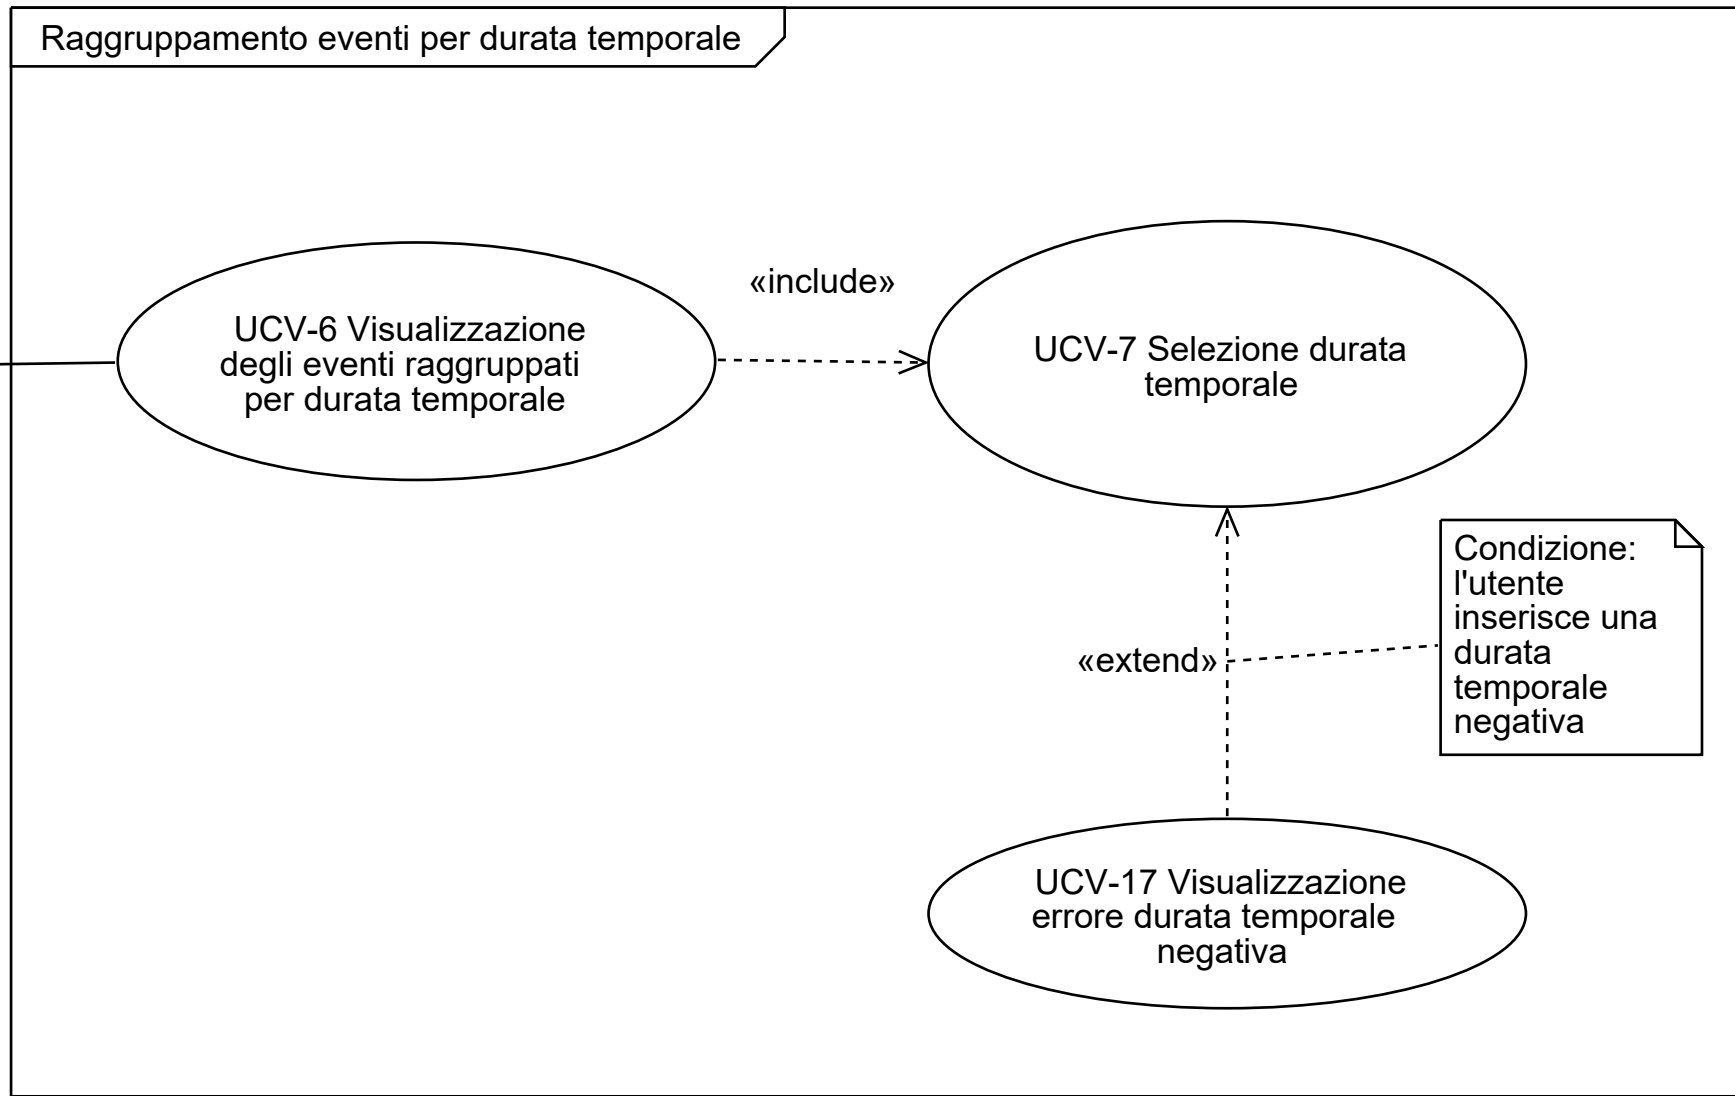 Raggruppamento eventi per durata temporale
«include»
UCV-6 Visualizzazione
degli eventi raggruppati
per durata temporale
UCV-7 Selezione durata
temporale
Condizione:
l'utente
inserisce una
durata
temporale
negativa
«extend»
UCV-17 Visualizzazione
errore durata temporale
negativa